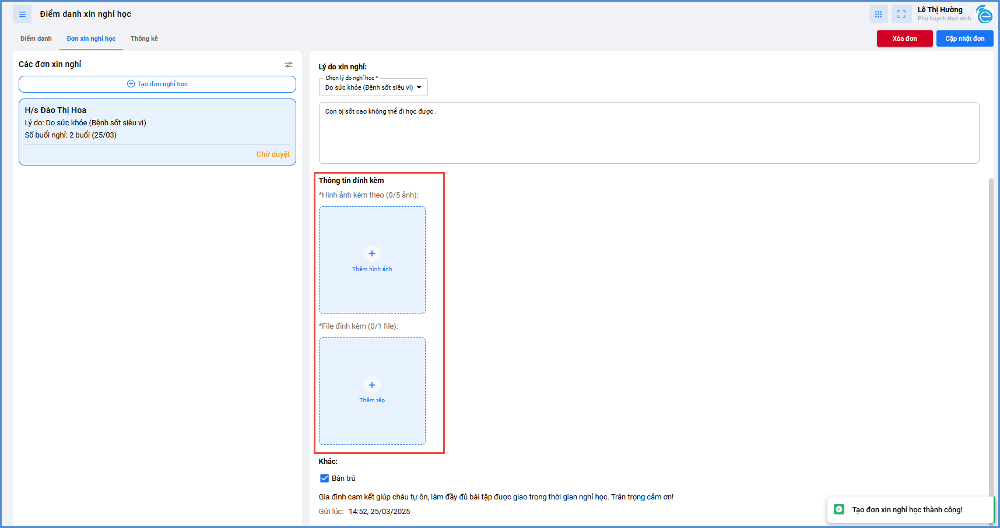 Điểm danh xin nghỉ học
Lê Thị Hường
Phụ huynh Học sinh
Điểm danh
Đơn xin nghỉ học
Thống kê
Xóa đơn
Cập nhật đơn
Các đơn xin nghỉ
Tạo đơn nghỉ học
H/s Đào Thị Hoa
Lý do: Do sức khỏe (Bệnh sốt siêu vi)
Số buổi nghỉ: 2 buổi (25/03)
Chờ duyệt
Lý do xin nghỉ:
Chọn lý do nghỉ học *
Do sức khỏe (Bệnh sốt siêu vi)
Con bị sốt cao không thể đi học được .
Thông tin đính kèm
*Hình ảnh kèm theo (0/5 ảnh):
Thêm hình ảnh
*File đính kèm (0/1 file):
Thêm tệp
Khác:
Bán trú
Gia đình cam kết giúp cháu tự ôn, làm đầy đủ bài tập được giao trong thời gian nghỉ học. Trân trọng cảm ơn!
Gửi lúc: 14:52, 25/03/2025
Tạo đơn xin nghỉ học thành công!